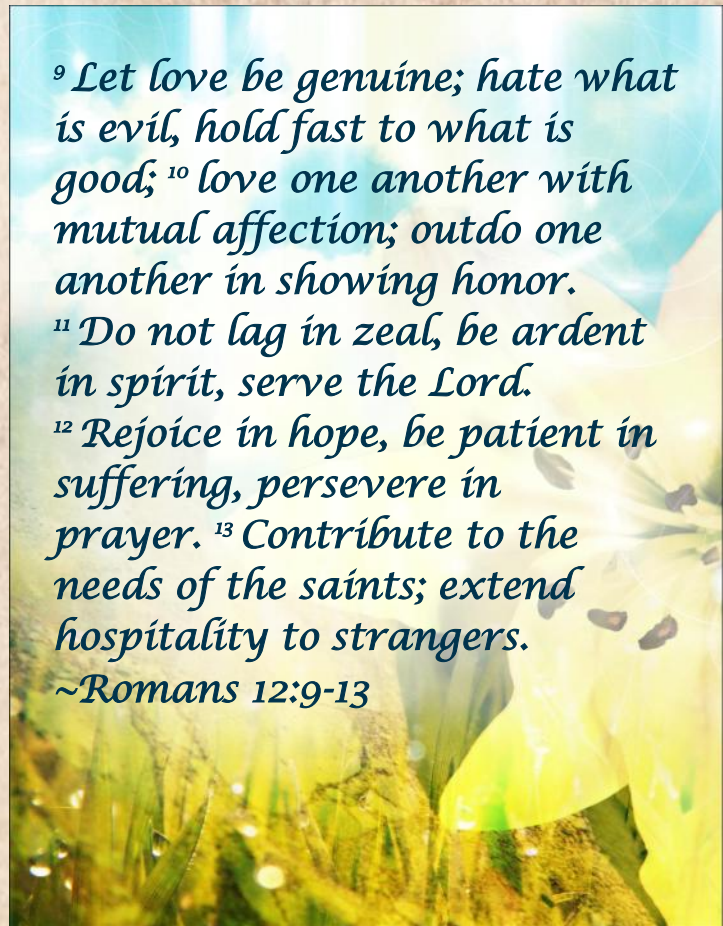 ⁹ Let love be genuine; hate what
is evil, hold fast to what is
good; ¹⁰ love one another with
mutual affection; outdo one
another in showing honor.
¹¹ Do not lag in zeal, be ardent
in spirit, serve the Lord.
¹² Rejoice in hope, be patient in
suffering, persevere in
prayer. ¹³ Contribute to the
needs of the saints; extend
hospitality to strangers.
~Romans 12:9-13